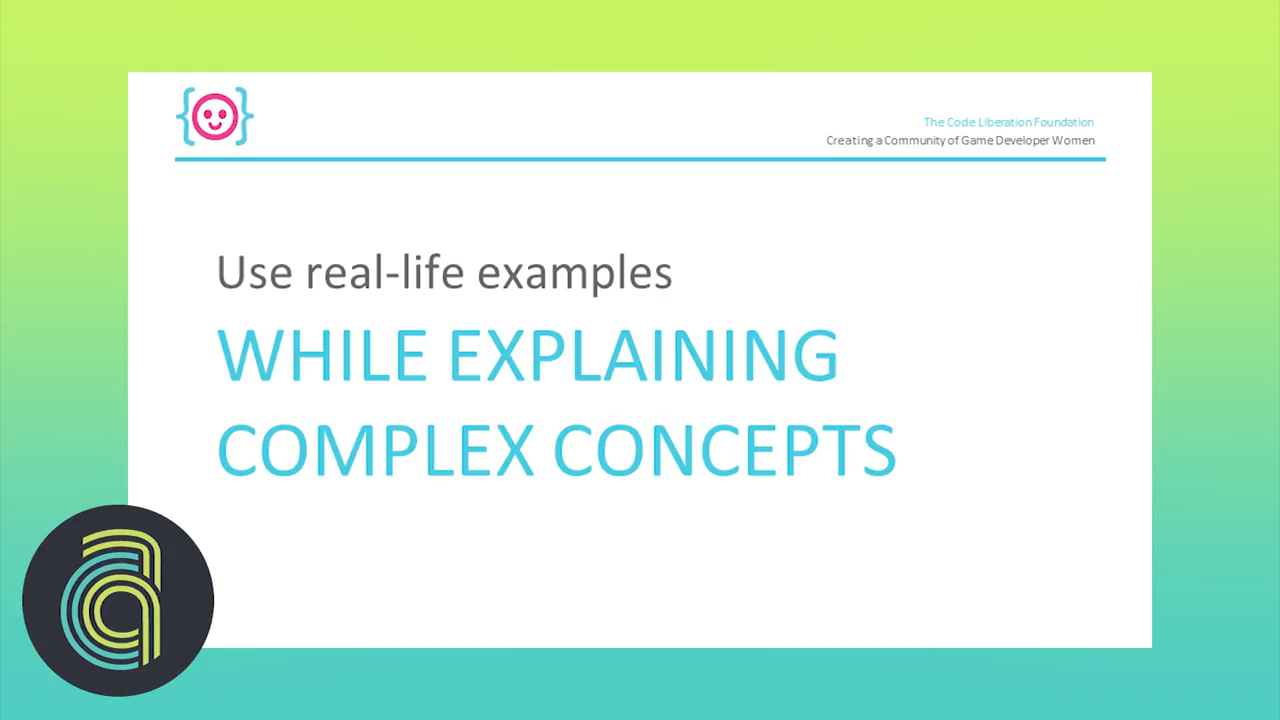 The Code Liberation Foundation
Creating a Community of Game Developer Women
Use real-life examples
WHILE EXPLAINING
COMPLEX CONCEPTS